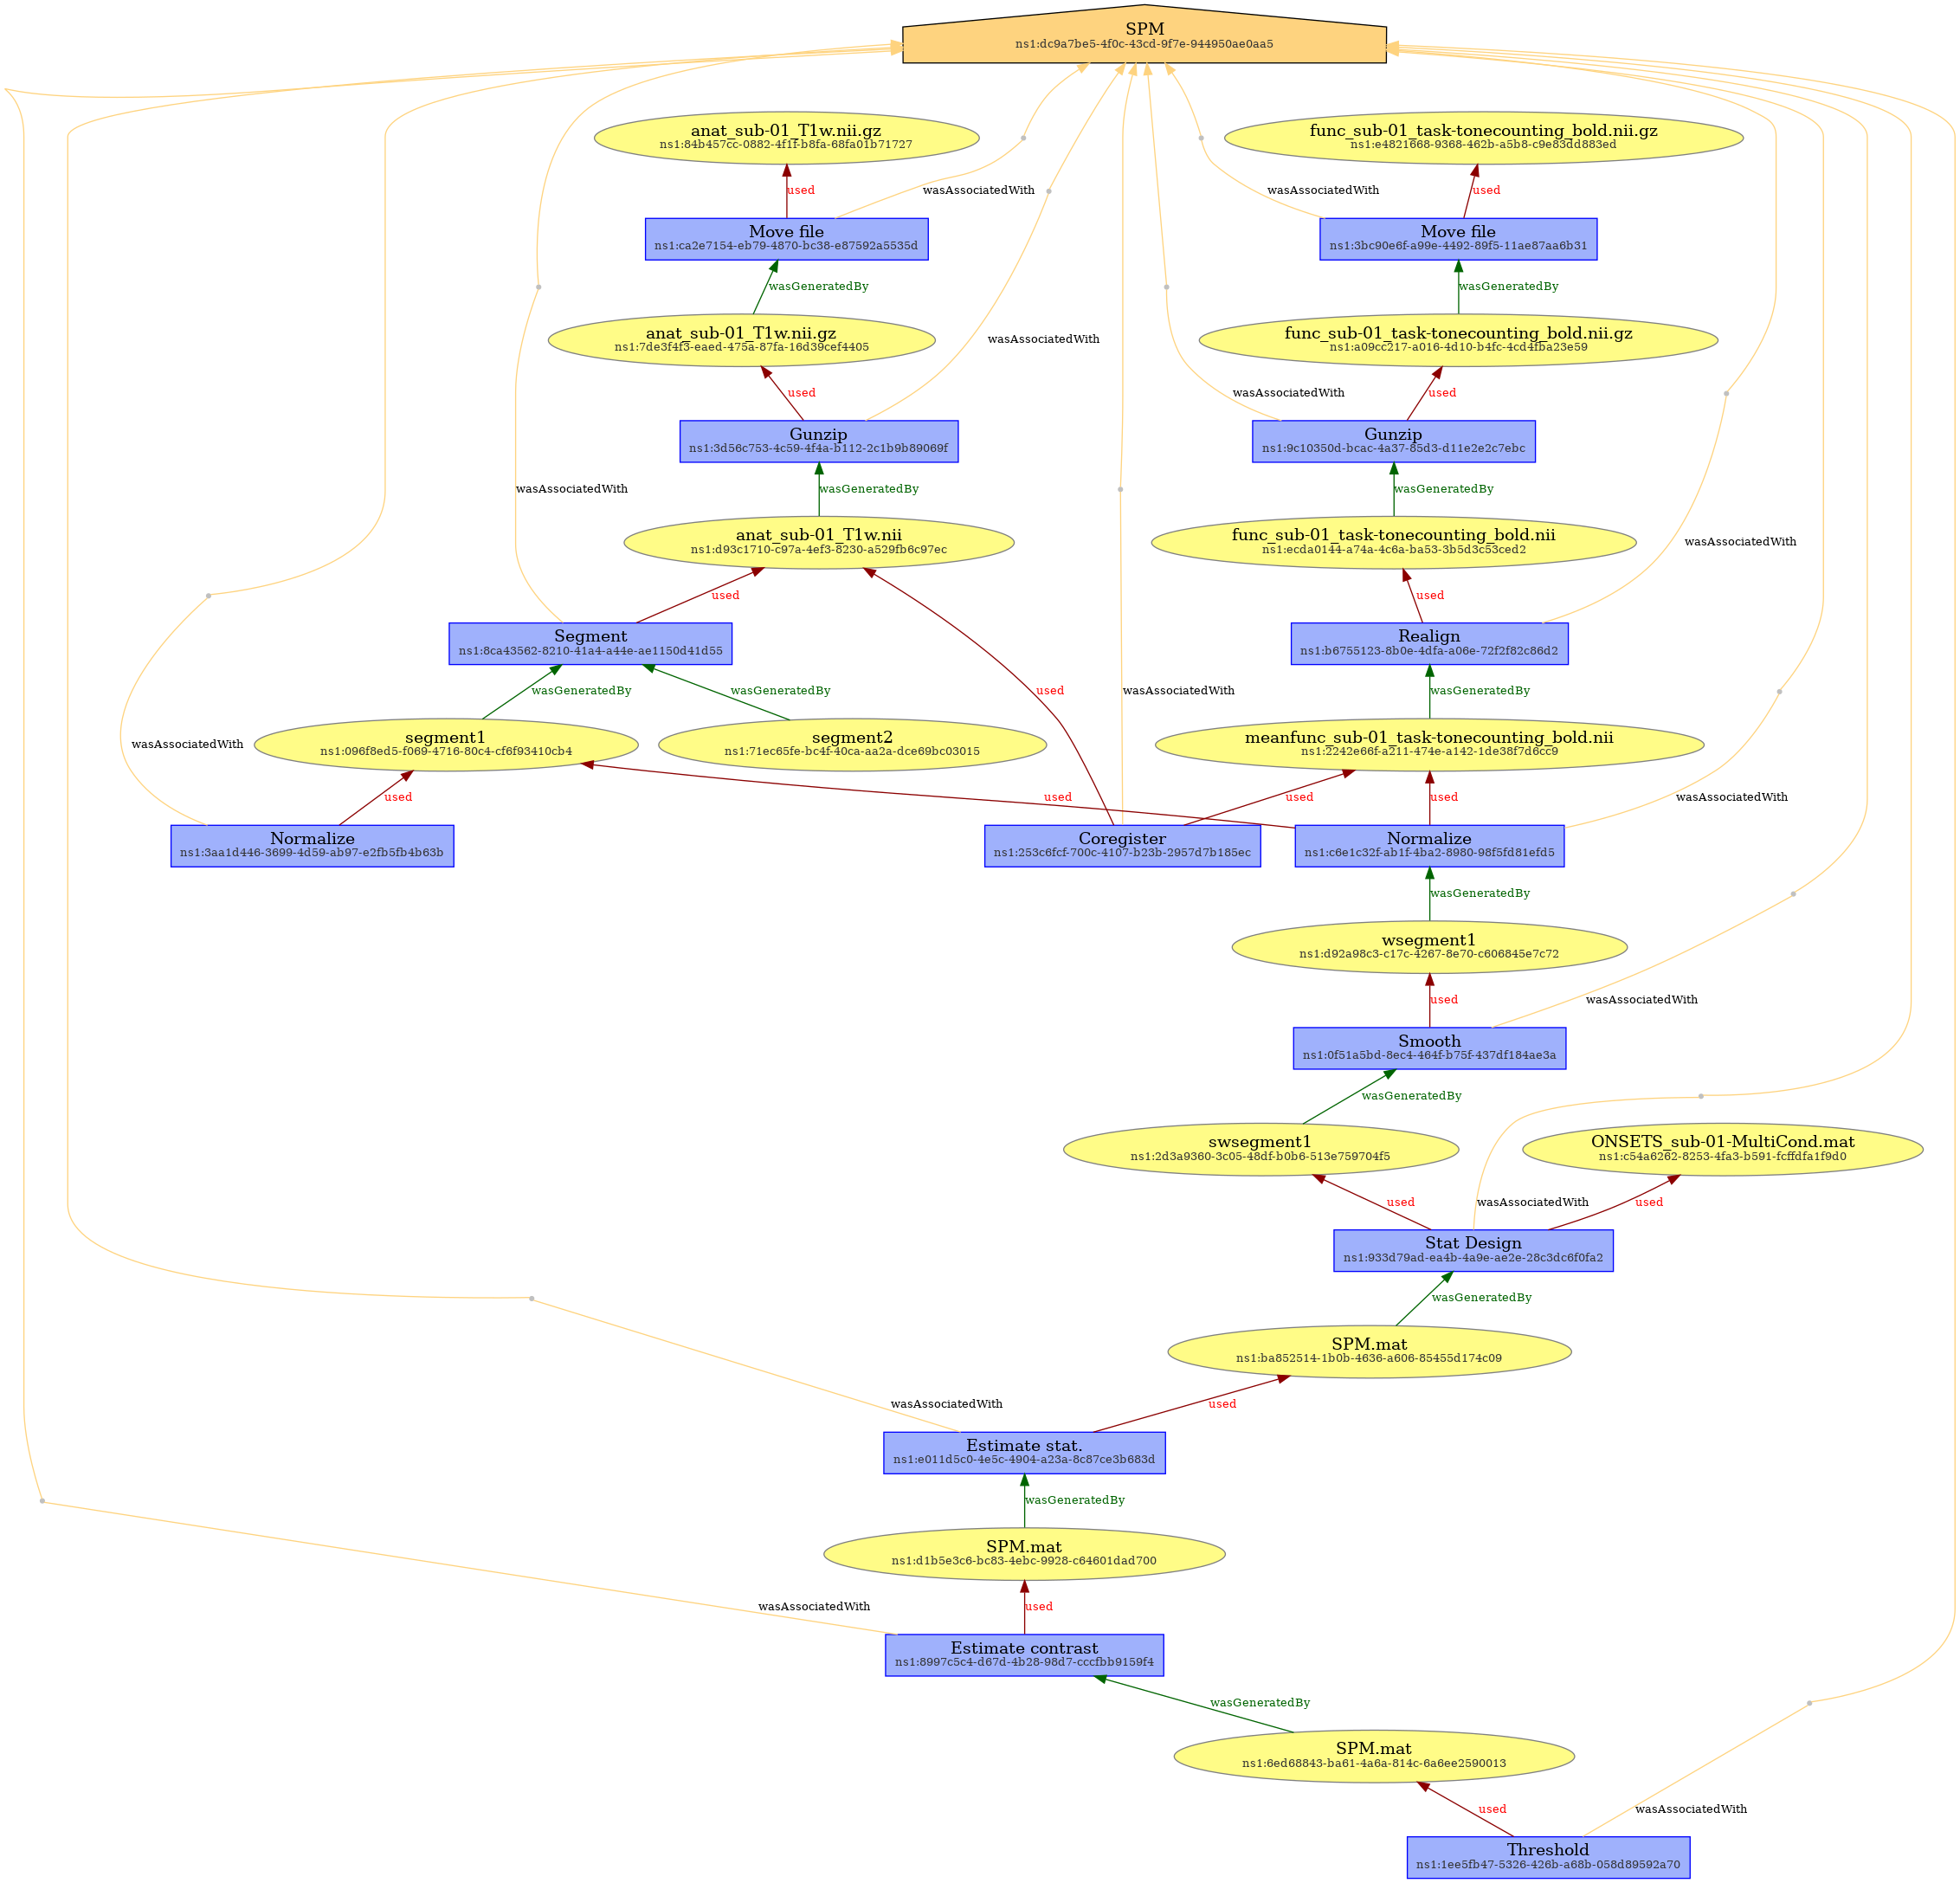 SPM
ns1:dc9a7be5-4f0c-43cd-9f7e-944950ae0aa5
anat_sub-01_T1w.nii.gz
ns1:84b457cc-0882-4f1f-b8fa-68fa01b71727
func_sub-01_task-tonecounting_bold.nii.gz
ns1:e4821668-9368-462b-a5b8-c9e83dd883ed
used
wasAssociatedWith
wasAssociatedWith
used
Move file
ns1:ca2e7154-eb79-4870-bc38-e87592a5535d
Move file
ns1:3bc90e6f-a99e-4492-89f5-11ae87aa6b31
wasGeneratedBy
wasGeneratedBy
anat_sub-01_T1w.nii.gz
ns1:7de3f4f3-eaed-475a-87fa-16d39cef4405
wasAssociatedWith
func_sub-01_task-tonecounting_bold.nii.gz
ns1:a09cc217-a016-4d10-b4fc-4cd4fba23e59
used
wasAssociatedWith
used
Gunzip
ns1:3d56c753-4c59-4f4a-b112-2c1b9b89069f
Gunzip
ns1:9c10350d-bcac-4a37-85d3-d11e2e2c7ebc
wasAssociatedWith
wasGeneratedBy
wasGeneratedBy
anat_sub-01_T1w.nii
ns1:d93c1710-c97a-4ef3-8230-a529fb6c97ec
func_sub-01_task-tonecounting_bold.nii
ns1:ecda0144-a74a-4c6a-ba53-3b5d3c53ced2
wasAssociatedWith
used
used
Segment
ns1:8ca43562-8210-41a4-a44e-ae1150d41d55
Realign
ns1:b6755123-8b0e-4dfa-a06e-72f2f82c86d2
wasGeneratedBy
wasGeneratedBy
used
wasAssociatedWith
wasGeneratedBy
wasAssociatedWith
segment1
ns1:096f8ed5-f069-4716-80c4-cf6f93410cb4
segment2
ns1:71ec65fe-bc4f-40ca-aa2a-dce69bc03015
meanfunc_sub-01_task-tonecounting_bold.nii
ns1:2242e66f-a211-474e-a142-1de38f7d6cc9
used
used
used
used
wasAssociatedWith
Normalize
ns1:3aa1d446-3699-4d59-ab97-e2fb5fb4b63b
Coregister
ns1:253c6fcf-700c-4107-b23b-2957d7b185ec
Normalize
ns1:c6e1c32f-ab1f-4ba2-8980-98f5fd81efd5
wasGeneratedBy
wsegment1
ns1:d92a98c3-c17c-4267-8e70-c606845e7c72
used
wasAssociatedWith
Smooth
ns1:0f51a5bd-8ec4-464f-b75f-437df184ae3a
wasGeneratedBy
swsegment1
ns1:2d3a9360-3c05-48df-b0b6-513e759704f5
ONSETS_sub-01-MultiCond.mat
ns1:c54a6262-8253-4fa3-b591-fcffdfa1f9d0
used
wasAssociatedWith
used
Stat Design
ns1:933d79ad-ea4b-4a9e-ae2e-28c3dc6f0fa2
wasGeneratedBy
SPM.mat
ns1:ba852514-1b0b-4636-a606-85455d174c09
wasAssociatedWith
used
Estimate stat.
ns1:e011d5c0-4e5c-4904-a23a-8c87ce3b683d
wasGeneratedBy
SPM.mat
ns1:d1b5e3c6-bc83-4ebc-9928-c64601dad700
wasAssociatedWith
used
Estimate contrast
ns1:8997c5c4-d67d-4b28-98d7-cccfbb9159f4
wasGeneratedBy
SPM.mat
ns1:6ed68843-ba61-4a6a-814c-6a6ee2590013
used
wasAssociatedWith
Threshold
ns1:1ee5fb47-5326-426b-a68b-058d89592a70